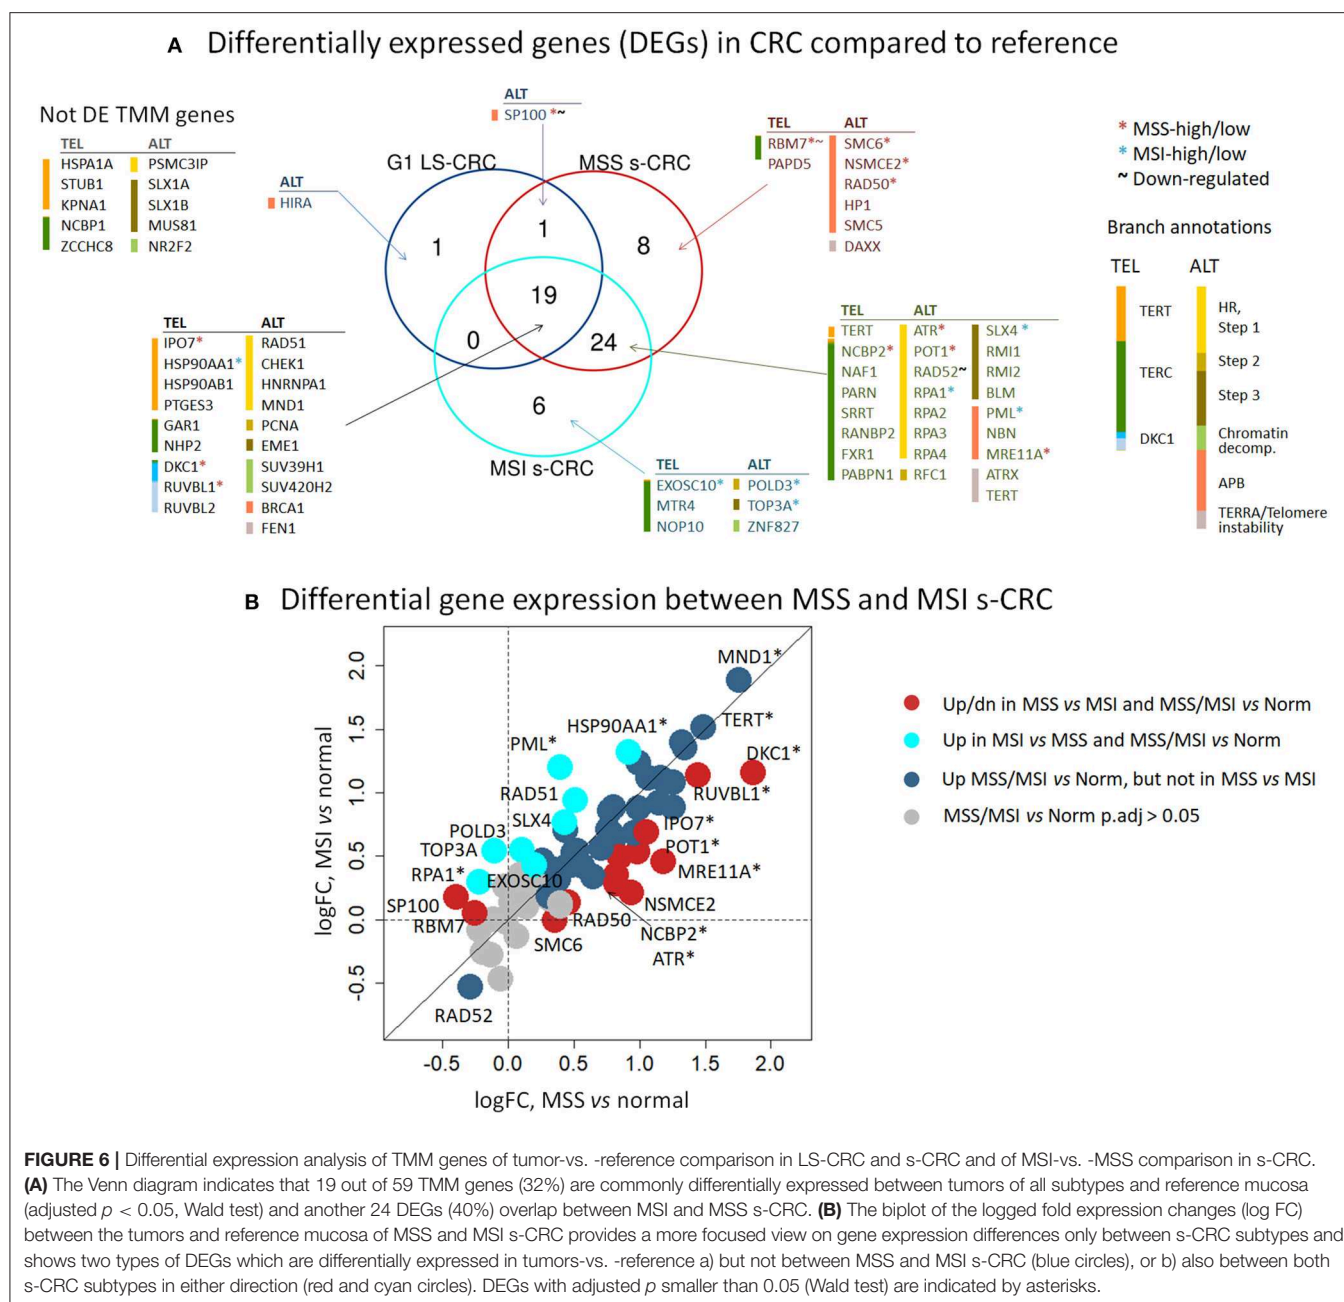 A Differentially expressed genes (DEGs) in CRC compared to reference
Not DE TMM genes
TEL ALT
HSPA1A PSMC3IP
STUB1 SLX1A
KPNA1 SLX1B
NCBP1 MUS81
ZCCHC8 NR2F2
ALT
SP100 *~
ALT
HIRA
G1 LS-CRC
MSS s-CRC
MSI s-CRC
1
1
8
19
0
24
6
TEL ALT
RBM7*~ SMC6*
PAPD5 NSMCE2*
RAD50*
HP1
SMC5
DAXX
* MSS-high/low
* MSI-high/low
~ Down-regulated
Branch annotations
TEL ALT
TERT
TERC
DKC1
HR,
Step 1
Step 2
Step 3
Chromatin
decomp.
APB
TERRA/Telomere
instability
TEL ALT
IPO7* RAD51
HSP90AA1* CHEK1
HSP90AB1 HNRNPA1
PTGES3 MND1
GAR1 PCNA
NHP2 EME1
DKC1* SUV39H1
RUVBL1* SUV420H2
RUVBL2 BRCA1
FEN1
TEL ALT
TERT ATR* SLX4 *
NCBP2* POT1* RMI1
NAF1 RAD52~ RMI2
PARN RPA1* BLM
SRRT RPA2 PML*
RANBP2 RPA3 NBN
FXR1 RPA4 MRE11A*
PABPN1 RFC1 ATRX
TERT
TEL ALT
EXOSC10* POLD3*
MTR4 TOP3A*
NOP10 ZNF827
B Differential gene expression between MSS and MSI s-CRC
logFC, MSI vs normal
2.0
1.5
1.0
0.5
0.0
-0.5
MND1*
HSP90AA1*
TERT*
PML*
DKC1*
RAD51
RUVBL1*
SLX4
IPO7*
POLD3
POT1*
TOP3A
MRE11A*
RPA1*
EXOSC10
SP100
NSMCE2
RBM7
RAD50
NCBP2*
SMC6
ATR*
RAD52
-0.5 0.0 0.5 1.0 1.5 2.0
logFC, MSS vs normal
Up/dn in MSS vs MSI and MSS/MSI vs Norm
Up in MSI vs MSS and MSS/MSI vs Norm
Up MSS/MSI vs Norm, but not in MSS vs MSI
MSS/MSI vs Norm p.adj > 0.05
FIGURE 6 | Differential expression analysis of TMM genes of tumor-vs. -reference comparison in LS-CRC and s-CRC and of MSI-vs. -MSS comparison in s-CRC.
(A) The Venn diagram indicates that 19 out of 59 TMM genes (32%) are commonly differentially expressed between tumors of all subtypes and reference mucosa
(adjusted p < 0.05, Wald test) and another 24 DEGs (40%) overlap between MSI and MSS s-CRC. (B) The biplot of the logged fold expression changes (log FC)
between the tumors and reference mucosa of MSS and MSI s-CRC provides a more focused view on gene expression differences only between s-CRC subtypes and
shows two types of DEGs which are differentially expressed in tumors-vs. -reference a) but not between MSS and MSI s-CRC (blue circles), or b) also between both
s-CRC subtypes in either direction (red and cyan circles). DEGs with adjusted p smaller than 0.05 (Wald test) are indicated by asterisks.